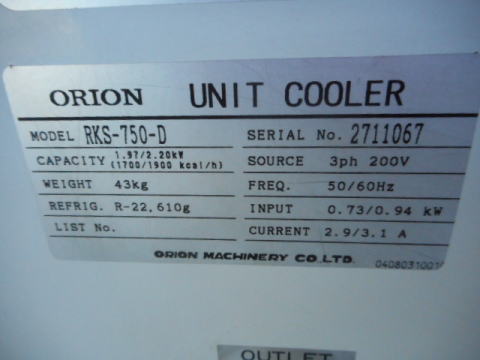 ORION UNIT COOLER
MODEL RKS-750-D SERIAL No. 2711067
CAPACITY 1.97/2.20kW
(1700/1900 kcal/h)
SOURCE 3ph 200V
WEIGHT 43kg FREQ. 50/60Hz
REFRIG. R-22,610g INPUT 0.73/0.94 kW
LIST No. CURRENT 2.9/3.1 A
ORION MACHINERY CO.,LTD.
OUTLET